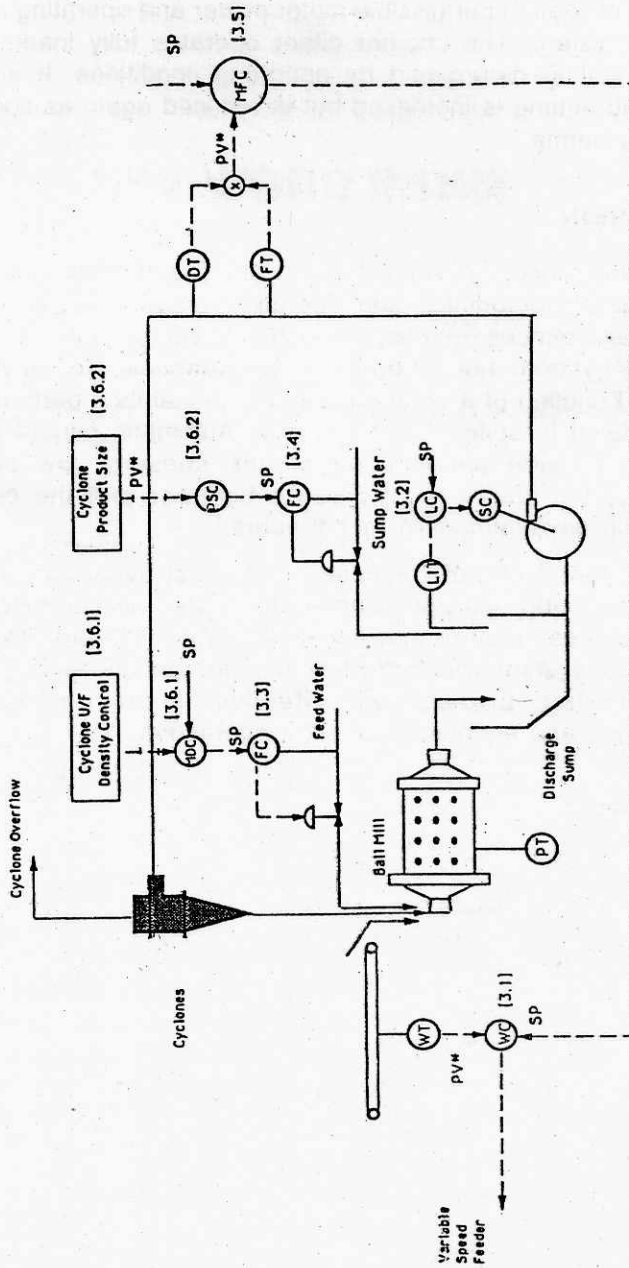 Cyclone Overflow
Cyclones
Cyclone U/F
Density Control
[3.6.1]
MDC
[3.6.1]
SP
SP
FC
[3.3]
Feed Water
Cyclone
Product Size
[3.6.2]
PV*
PSC
[3.6.2]
SP
FC
[3.4]
Sump Water
[3.2]
LIT
LC
SP
SC
DT
FT
X
PV*
SP
MFC
[3.5]
Ball Mill
PT
Discharge
Sump
WT
PV*
WC
[3.1]
SP
Variable
Speed
Feeder